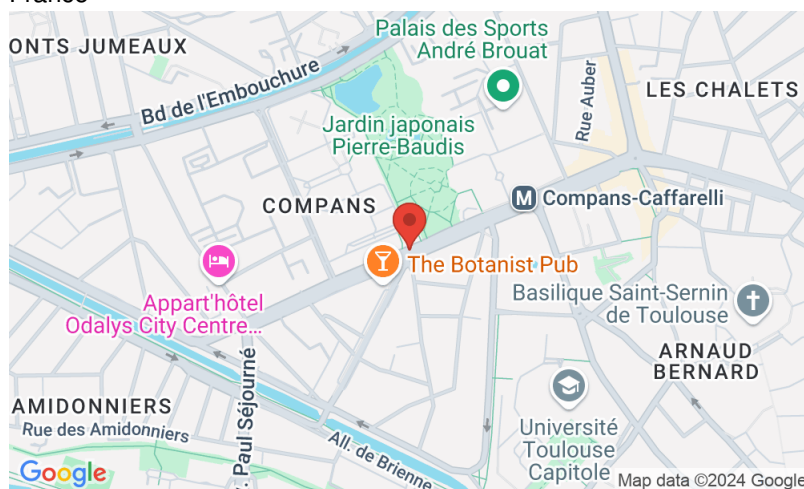 France
ONTS JUMEAUX
Bd de l'Embouchure
Palais des Sports
André Brouat
Rue Auber
LES CHALETS
Jardin japonais
Pierre-Baudis
COMPANS
M Compans-Caffarelli
The Botanist Pub
Appart'hôtel
Odalys City Centre...
Basilique Saint-Sernin
de Toulouse
ARNAUD
BERNARD
AMIDONNIERS
Rue des Amidonniers
. Paul Séjourné
All. de Brienne
Université
Toulouse
Capitole
Google
Map data ©2024 Google